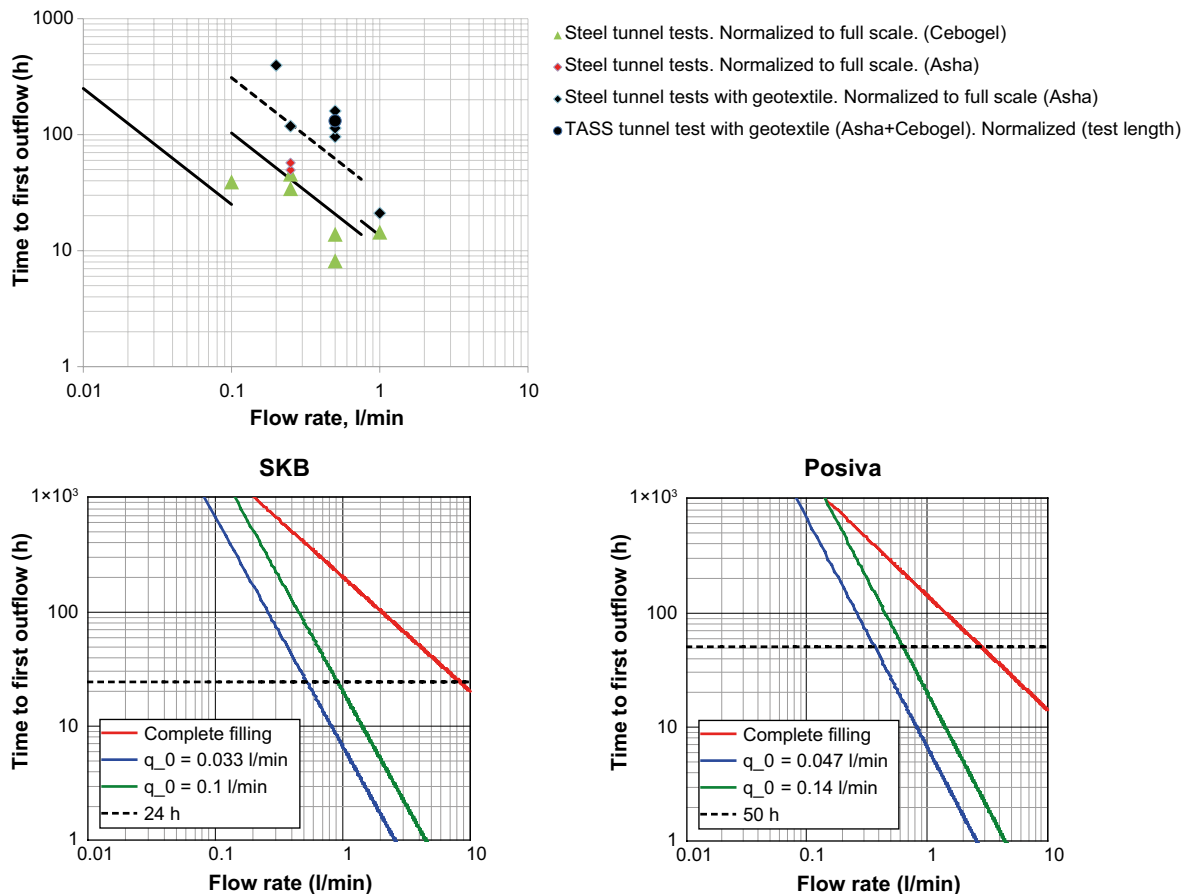 1000
100
10
1
Time to first outflow (h)
0.01 0.1 1 10
Flow rate, l/min
Steel tunnel tests. Normalized to full scale. (Cebogel)
Steel tunnel tests. Normalized to full scale. (Asha)
Steel tunnel tests with geotextile. Normalized to full scale (Asha)
TASS tunnel test with geotextile (Asha+Cebogel). Normalized (test length)
SKB
1×10³
100
10
1
Time to first outflow (h)
Complete filling
q_0 = 0.033 l/min
q_0 = 0.1 l/min
24 h
0.01 0.1 1 10
Flow rate (l/min)
Posiva
1×10³
100
10
1
Time to first outflow (h)
Complete filling
q_0 = 0.047 l/min
q_0 = 0.14 l/min
50 h
0.01 0.1 1 10
Flow rate (l/min)